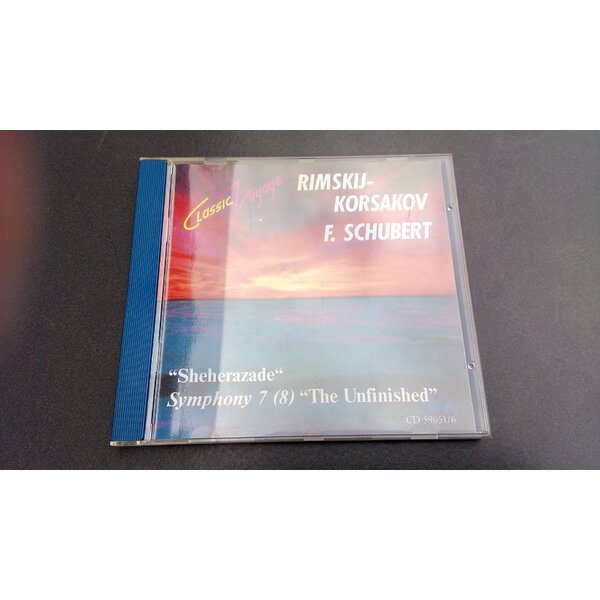 Classic Voyage
RIMSKIJ-
KORSAKOV
F. SCHUBERT
“Sheherazade“
Symphony 7 (8) “The Unfinished”
CD 59051/6